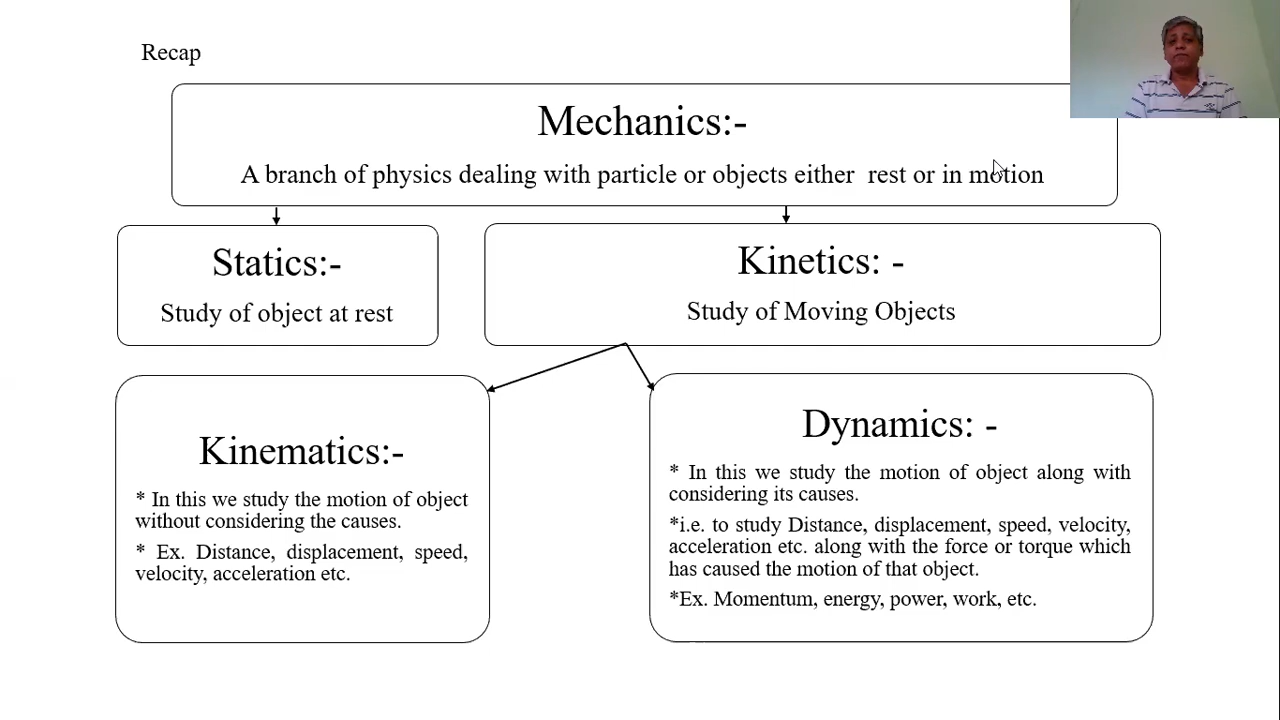 Recap
Mechanics:-
A branch of physics dealing with particle or objects either  rest or in motion
Statics:-
Study of object at rest
Kinetics: -
Study of Moving Objects
Kinematics:-
* In this we study the motion of object
without considering the causes.
* Ex. Distance, displacement, speed,
velocity, acceleration etc.
Dynamics: -
* In this we study the motion of object along with
considering its causes.
*i.e. to study Distance, displacement, speed, velocity,
acceleration etc. along with the force or torque which
has caused the motion of that object.
*Ex. Momentum, energy, power, work, etc.